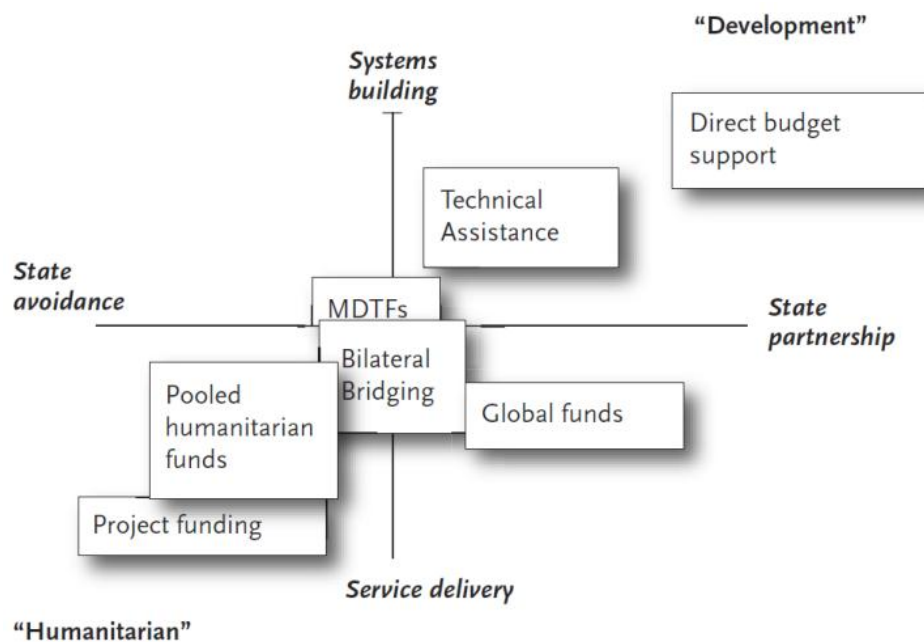 “Development”
Systems
building
Direct budget
support
Technical
Assistance
State
avoidance
MDTFs
State
partnership
Bilateral
Bridging
Pooled
humanitarian
funds
Global funds
Project funding
Service delivery
“Humanitarian”